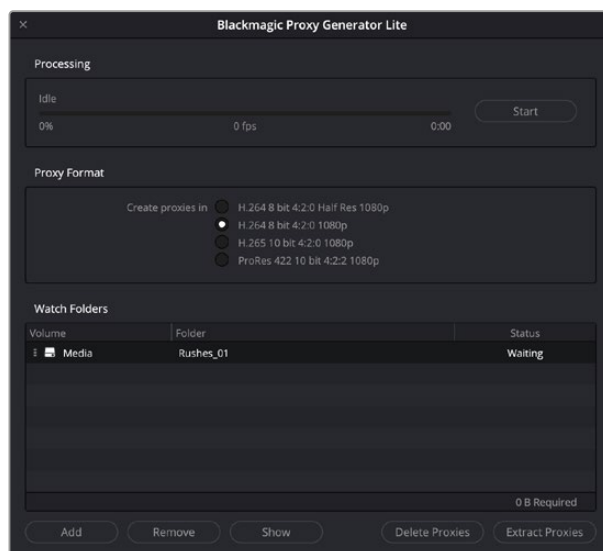 Blackmagic Proxy Generator Lite
Processing
Idle
Start
0% 0 fps 0:00
Proxy Format
Create proxies in H.264 8 bit 4:2:0 Half Res 1080p
H.264 8 bit 4:2:0 1080p
H.265 10 bit 4:2:0 1080p
ProRes 422 10 bit 4:2:2 1080p
Watch Folders
Volume Folder Status
Media Rushes_01 Waiting
0 B Required
Add Remove Show Delete Proxies Extract Proxies